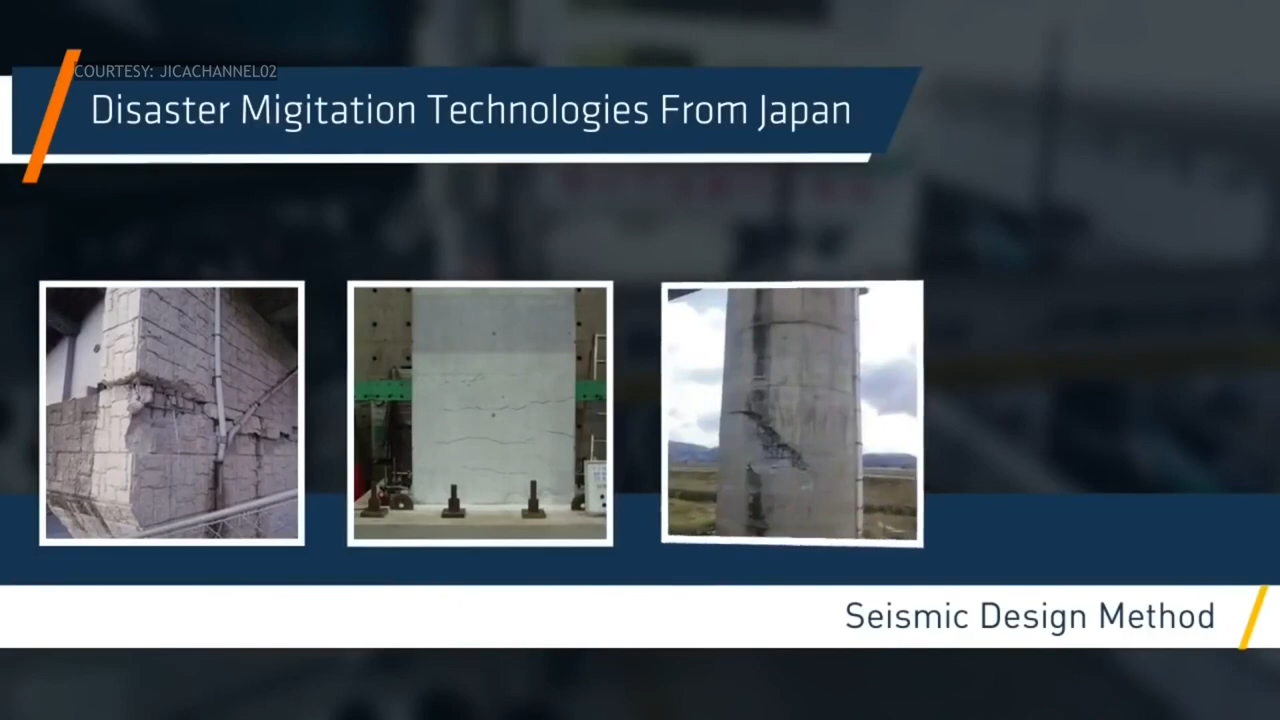 COURTESY: JICACHANNEL02
Disaster Migitation Technologies From Japan
Seismic Design Method